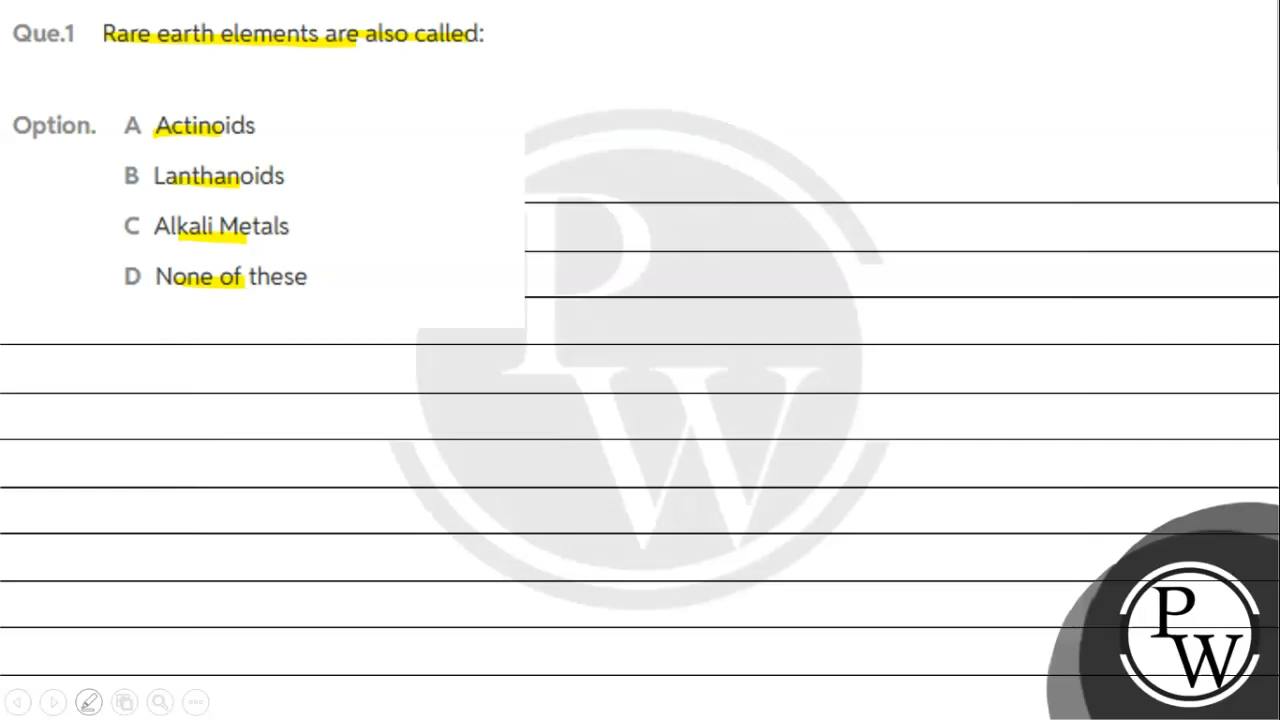 Que.1 Rare earth elements are also called:
Option. A Actinoids
B Lanthanoids
C Alkali Metals
D None of these
P
W
P
W